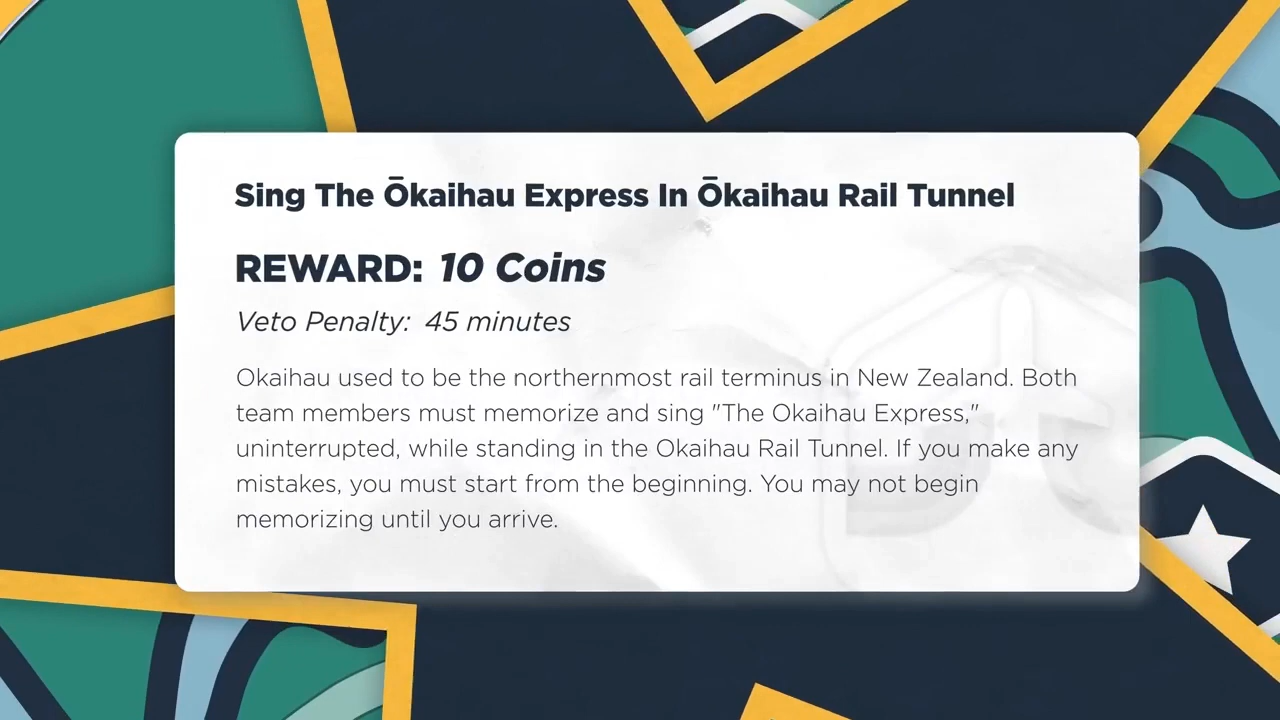 Sing The Ōkaihau Express In Ōkaihau Rail Tunnel
REWARD: 10 Coins
Veto Penalty: 45 minutes
Okaihau used to be the northernmost rail terminus in New Zealand. Both
team members must memorize and sing "The Okaihau Express,"
uninterrupted, while standing in the Okaihau Rail Tunnel. If you make any
mistakes, you must start from the beginning. You may not begin
memorizing until you arrive.